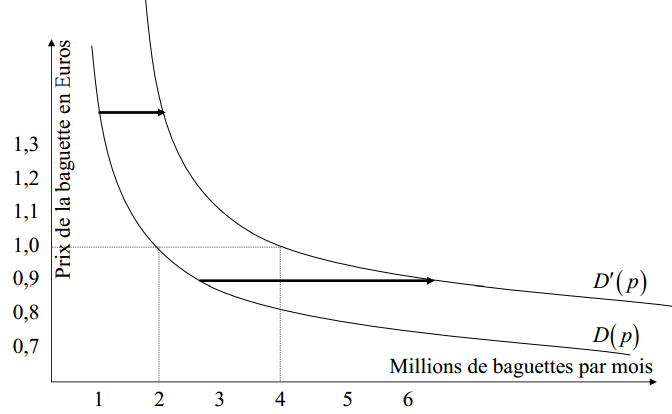 Prix de la baguette en Euros
1,3
1,2
1,1
1,0
0,9
0,8
0,7
D′(p)
D(p)
Millions de baguettes par mois
1 2 3 4 5 6